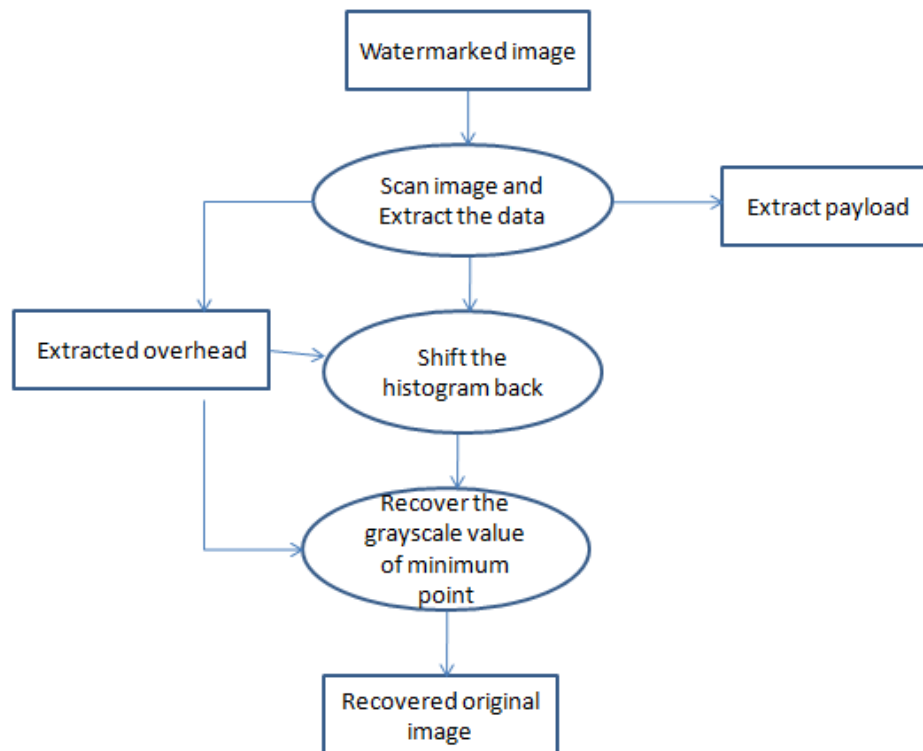 Watermarked image
Scan image and
Extract the data
Extract payload
Extracted overhead
Shift the
histogram back
Recover the
grayscale value
of minimum
point
Recovered original
image